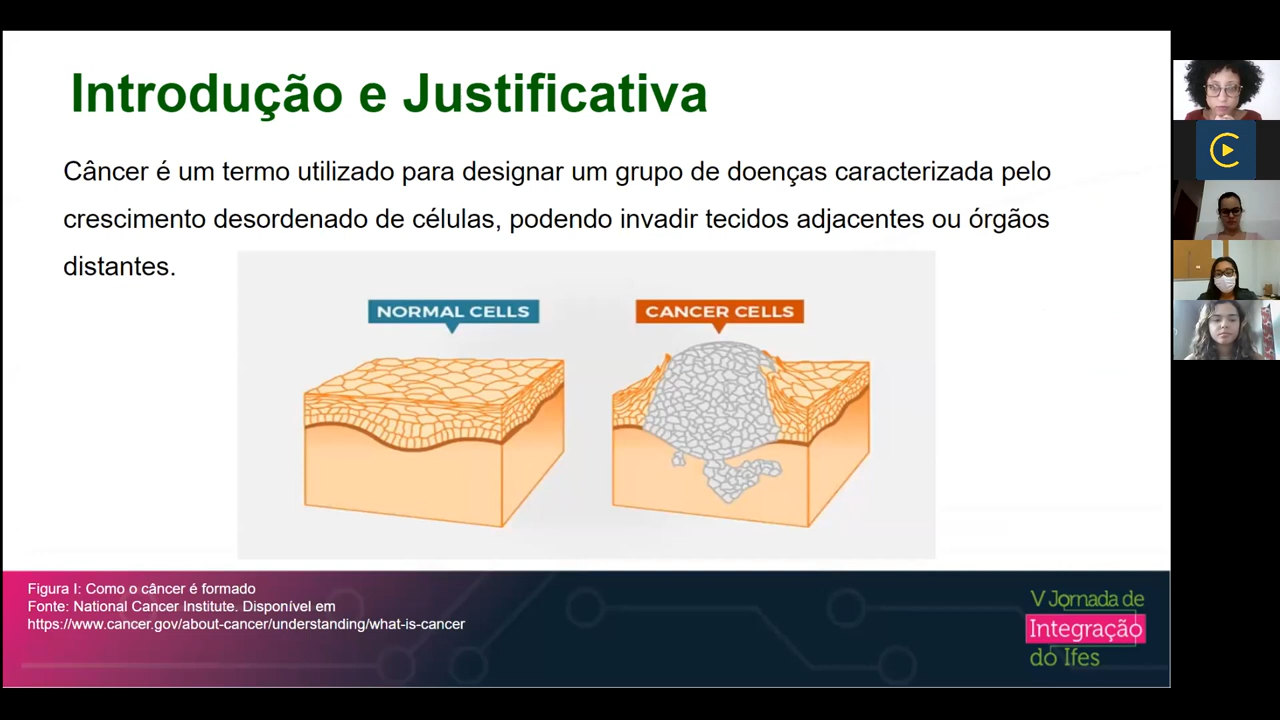 Introdução e Justificativa
Câncer é um termo utilizado para designar um grupo de doenças caracterizada pelo
crescimento desordenado de células, podendo invadir tecidos adjacentes ou órgãos
distantes.
NORMAL CELLS
CANCER CELLS
Figura I: Como o câncer é formado
Fonte: National Cancer Institute. Disponível em
https://www.cancer.gov/about-cancer/understanding/what-is-cancer
V Jornada de
Integração
do Ifes